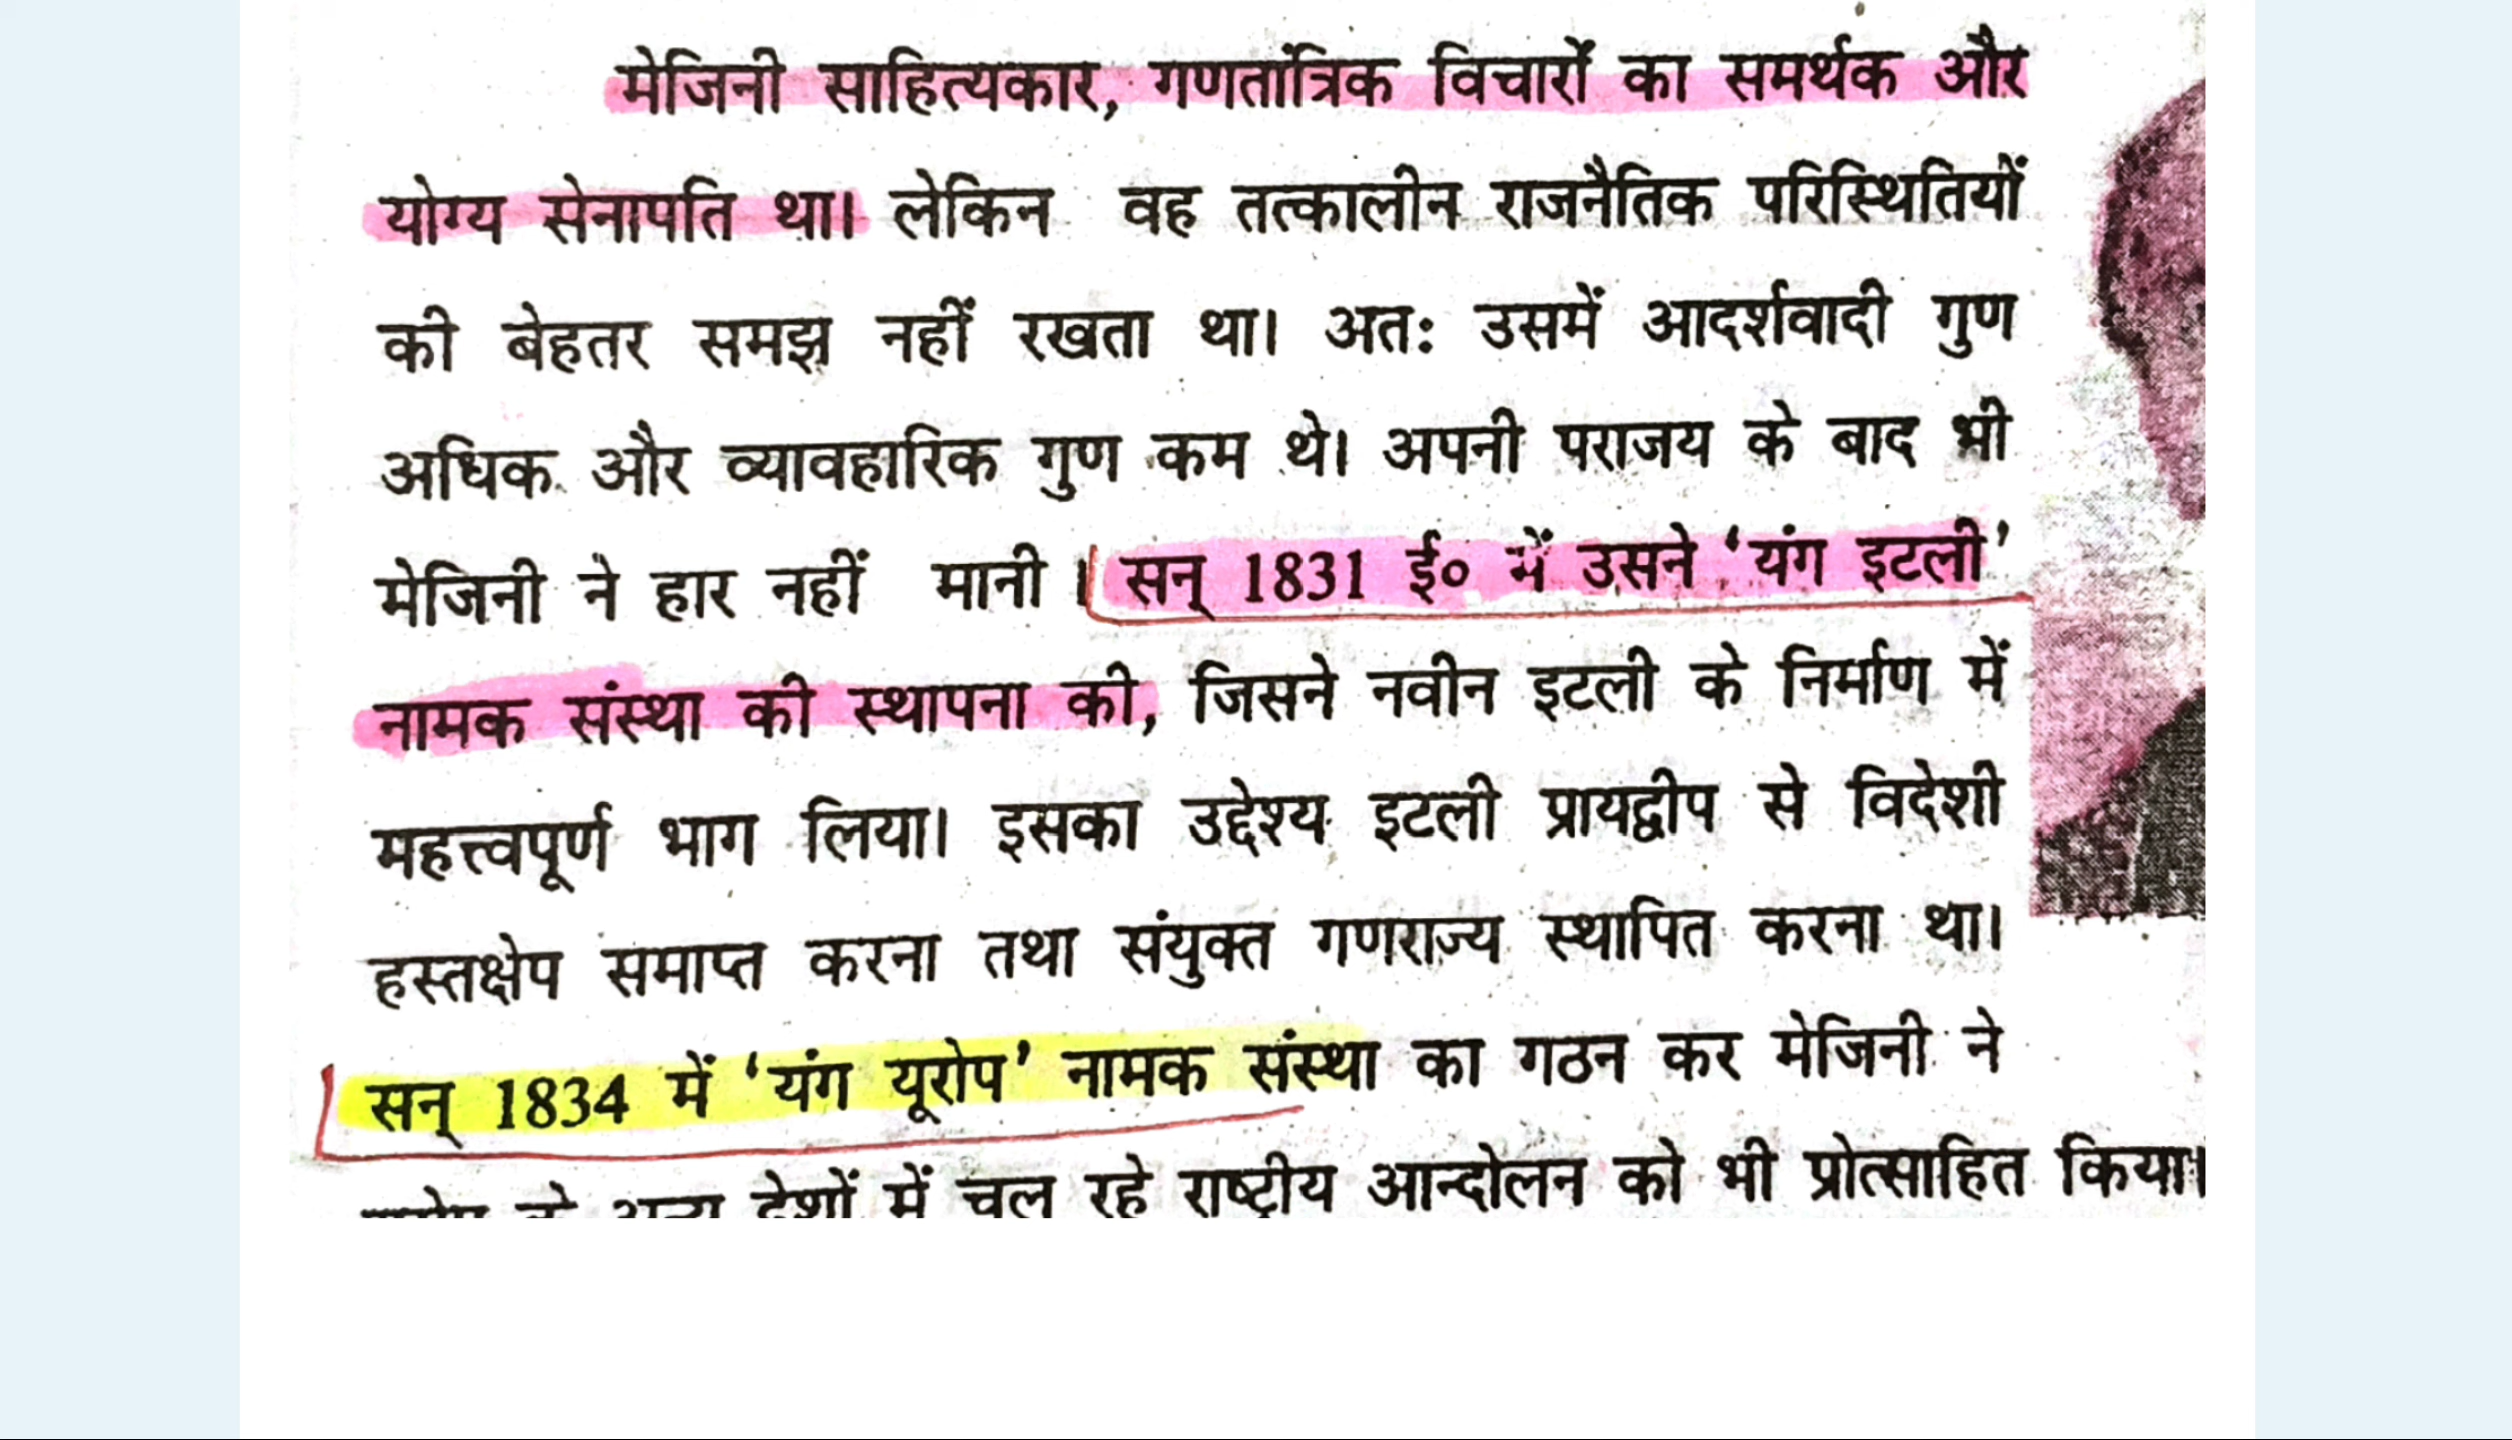 मेजिनी साहित्यकार, गणतांत्रिक विचारों का समर्थक और
योग्य सेनापति था। लेकिन वह तत्कालीन राजनैतिक परिस्थितियों
की बेहतर समझ नहीं रखता था। अतः उसमें आदर्शवादी गुण
अधिक और व्यावहारिक गुण कम थे। अपनी पराजय के बाद भी
मेजिनी ने हार नहीं मानी । सन् 1831 ई० में उसने ‘यंग इटली’
नामक संस्था की स्थापना की, जिसने नवीन इटली के निर्माण में
महत्त्वपूर्ण भाग लिया। इसका उद्देश्य इटली प्रायद्वीप से विदेशी
हस्तक्षेप समाप्त करना तथा संयुक्त गणराज्य स्थापित करना था।
सन् 1834 में ‘यंग यूरोप’ नामक संस्था का गठन कर मेजिनी ने
देशों में चल रहे राष्ट्रीय आन्दोलन को भी प्रोत्साहित किया।